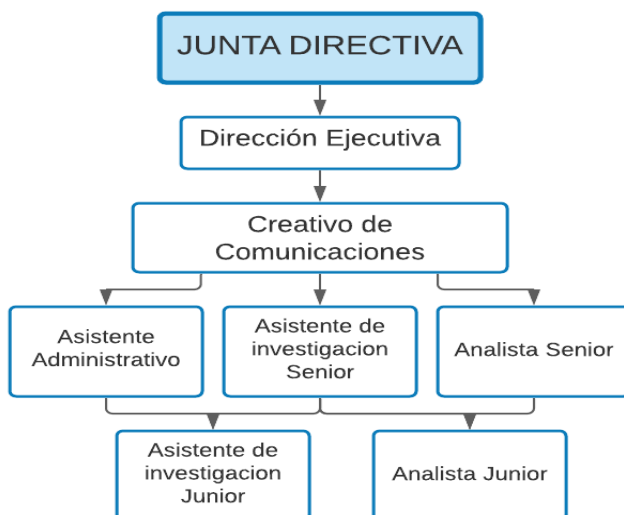 JUNTA DIRECTIVA
Dirección Ejecutiva
Creativo de
Comunicaciones
Asistente
Administrativo
Asistente de
investigacion
Senior
Analista Senior
Asistente de
investigacion
Junior
Analista Junior